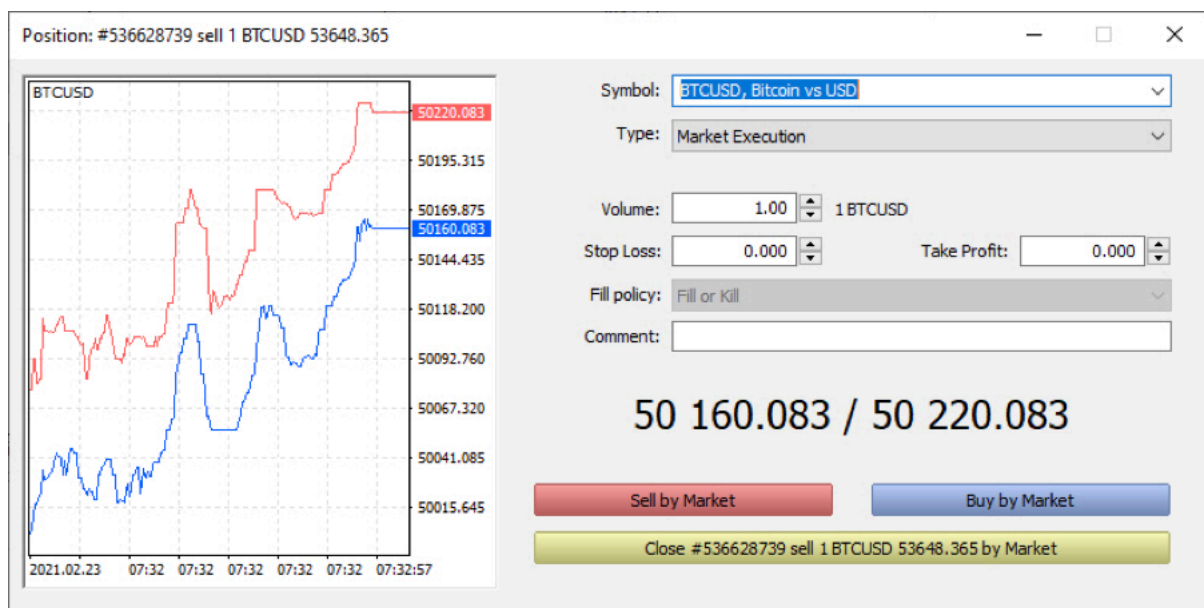 Position: #536628739 sell 1 BTCUSD 53648.365
BTCUSD
50220.083
50195.315
50169.875
50160.083
50144.435
50118.200
50092.760
50067.320
50041.085
50015.645
2021.02.23 07:32 07:32 07:32 07:32 07:32 07:32:57
Symbol: BTCUSD, Bitcoin vs USD
Type: Market Execution
Volume: 1.00 1 BTCUSD
Stop Loss: 0.000 Take Profit: 0.000
Fill policy: Fill or Kill
Comment:
50 160.083 / 50 220.083
Sell by Market Buy by Market
Close #536628739 sell 1 BTCUSD 53648.365 by Market